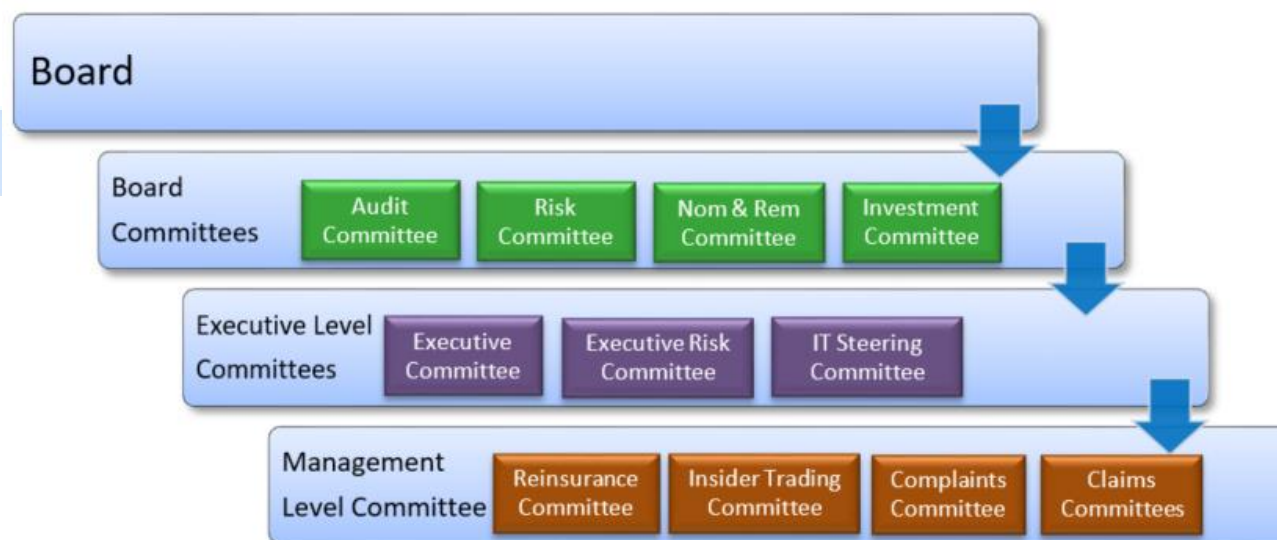 Board
Board
Committees
Audit
Committee
Risk
Committee
Nom & Rem
Committee
Investment
Committee
Executive Level
Committees
Executive
Committee
Executive Risk
Committee
IT Steering
Committee
Management
Level Committee
Reinsurance
Committee
Insider Trading
Committee
Complaints
Committee
Claims
Committees